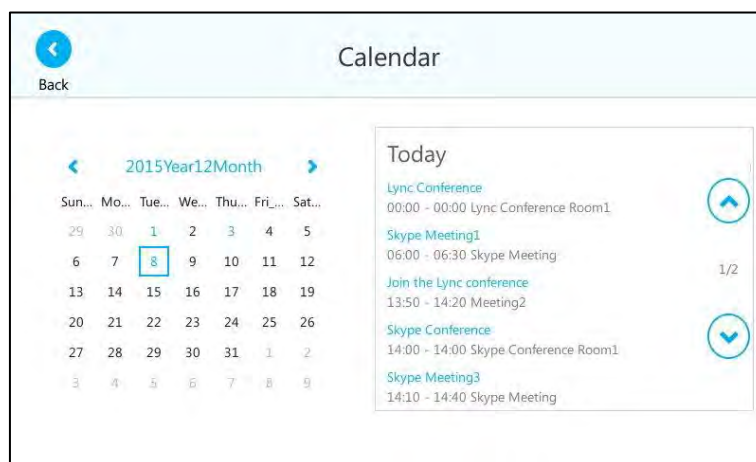 Calendar
Back
2015Year12Month
Sun... Mo... Tue... We... Thu... Fri_... Sat...
29 30 1 2 3 4 5
6 7 8 9 10 11 12
13 14 15 16 17 18 19
20 21 22 23 24 25 26
27 28 29 30 31 1 2
3 4 5 6 7 8 9
Today
Lync Conference
00:00 - 00:00 Lync Conference Room1
Skype Meeting1
06:00 - 06:30 Skype Meeting
Join the Lync conference
13:50 - 14:20 Meeting2
Skype Conference
14:00 - 14:00 Skype Conference Room1
Skype Meeting3
14:10 - 14:40 Skype Meeting
1/2